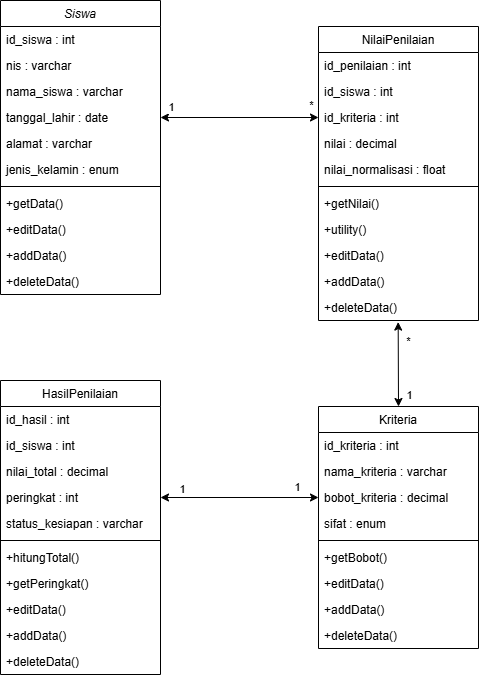 Siswa
id_siswa : int
nis : varchar
nama_siswa : varchar
tanggal_lahir : date
alamat : varchar
jenis_kelamin : enum
+getData()
+editData()
+addData()
+deleteData()
1
*
NilaiPenilaian
id_penilaian : int
id_siswa : int
id_kriteria : int
nilai : decimal
nilai_normalisasi : float
+getNilai()
+utility()
+editData()
+addData()
+deleteData()
*
1
HasilPenilaian
id_hasil : int
id_siswa : int
nilai_total : decimal
peringkat : int
status_kesiapan : varchar
+hitungTotal()
+getPeringkat()
+editData()
+addData()
+deleteData()
1
1
Kriteria
id_kriteria : int
nama_kriteria : varchar
bobot_kriteria : decimal
sifat : enum
+getBobot()
+editData()
+addData()
+deleteData()